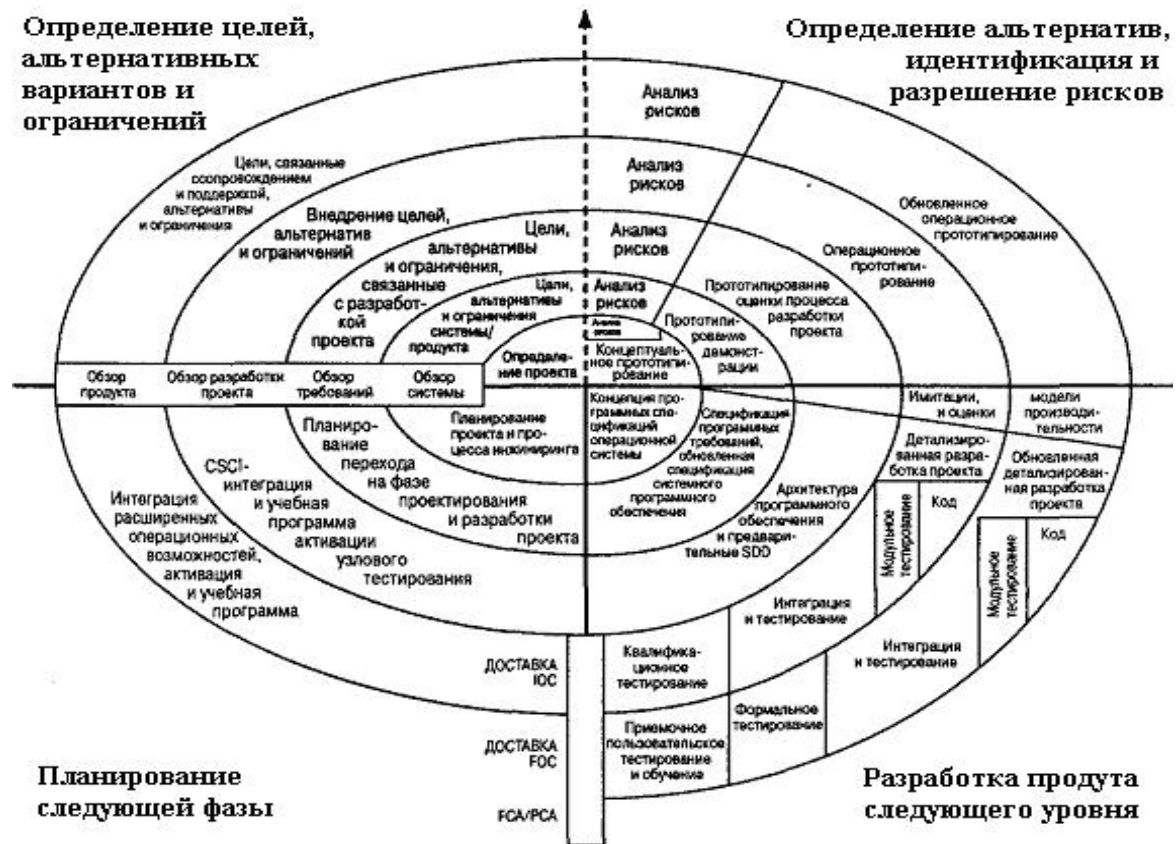 Определение целей,
альтернативных
вариантов и
ограничений
Определение альтернатив,
идентификация и
разрешение рисков
Анализ
рисков
Цели, связанные
ссопровождением
и поддержкой,
альтернативы
и ограничения
Анализ
рисков
Обновленное
операционное
прототипирование
Внедрение целей,
альтернатив
и ограничений
Анализ
рисков
Операционное
прототипи-
рование
Цели,
альтернативы
и ограничения,
связанные
с разработ-
кой проекта
Анализ
рисков
Прототипирование
оценки процесса
разработки
проекта
Цели,
альтернативы
и ограничения
системы/
продукта
Анализ
рисков
Прототипи-
рование
демонст-
рации
Определе-
ние проекта
Концептуаль-
ное прототипи-
рование
Обзор
продукта
Обзор разработки
проекта
Обзор
требований
Обзор
системы
Имитации,
и оценки
модели
производи-
тельности
Планирование
проекта и про-
цесса инжиниринга
Концепция про-
граммных спе-
цификаций
операционной
системы
Спецификация
программных
требований,
обновленная
спецификация
системного
программного
обеспечения
Детализиро-
ванная разра-
ботка проекта
Обновленная
детализирован-
ная разработка
проекта
Планиро-
вание
перехода
на фазе
проектирования
и разработки
проекта
Архитектура
программного
обеспечения
и предвари-
тельные SDD
Модульное
тестирование
Код
Модульное
тестирование
Код
CSCI-
интеграция
и учебная
программа
активации
узлового
тестирования
Интеграция
расширенных
операционных
возможностей,
активация
и учебная
программа
Интеграция
и тестирование
Интеграция
и тестирование
ДОСТАВКА
IOC
Квалифика-
ционное
тестирование
Формальное
тестирование
ДОСТАВКА
FOC
Приемочное
пользовательское
тестирование
и обучение
FCA/PCA
Планирование
следующей фазы
Разработка продута
следующего уровня